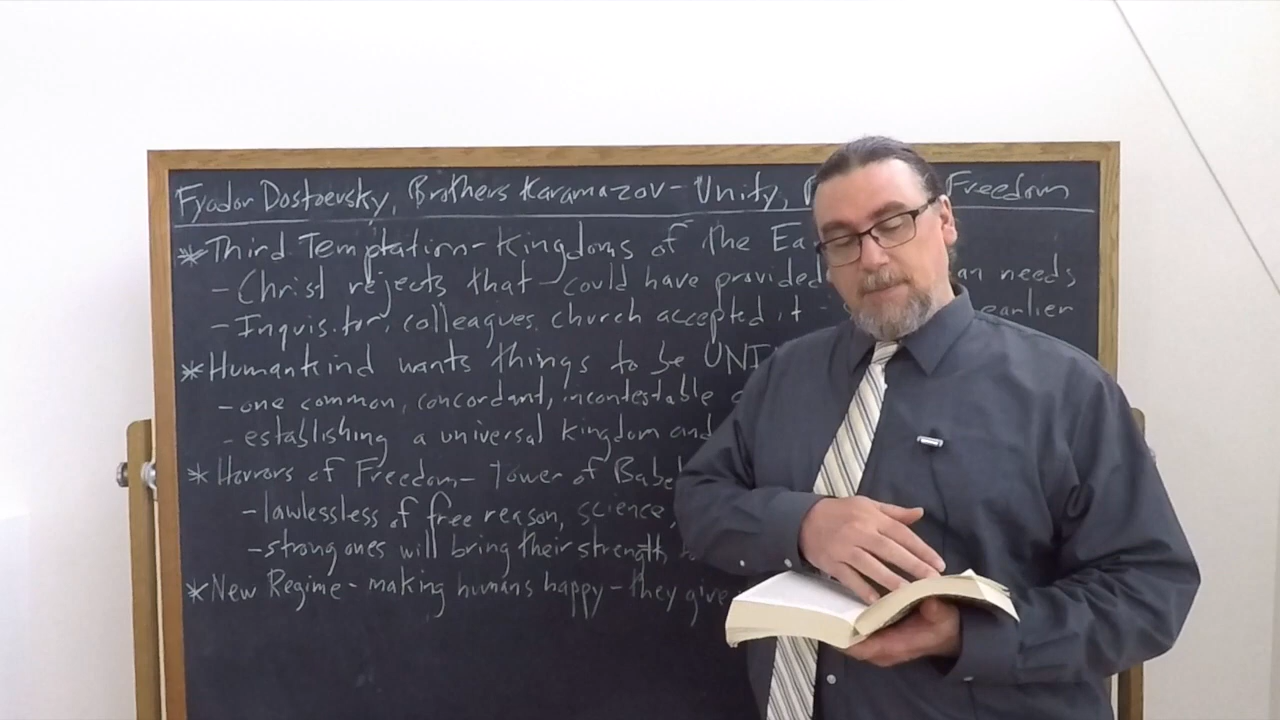 Fyodor Dostoevsky, Brothers Karamazov - Unity, Freedom
* Third Temptation - Kingdoms of the Ea
- Christ rejects that - could have provided needs
- Inquisitor, colleagues, church accepted it - earlier
* Humankind wants things to be UNI
- one common, concordant, incontestable
- establishing a universal kingdom and
* Horrors of Freedom - Tower of Babe
- lawlessless of free reason, science,
- strong ones will bring their strength
* New Regime - making humans happy - they give